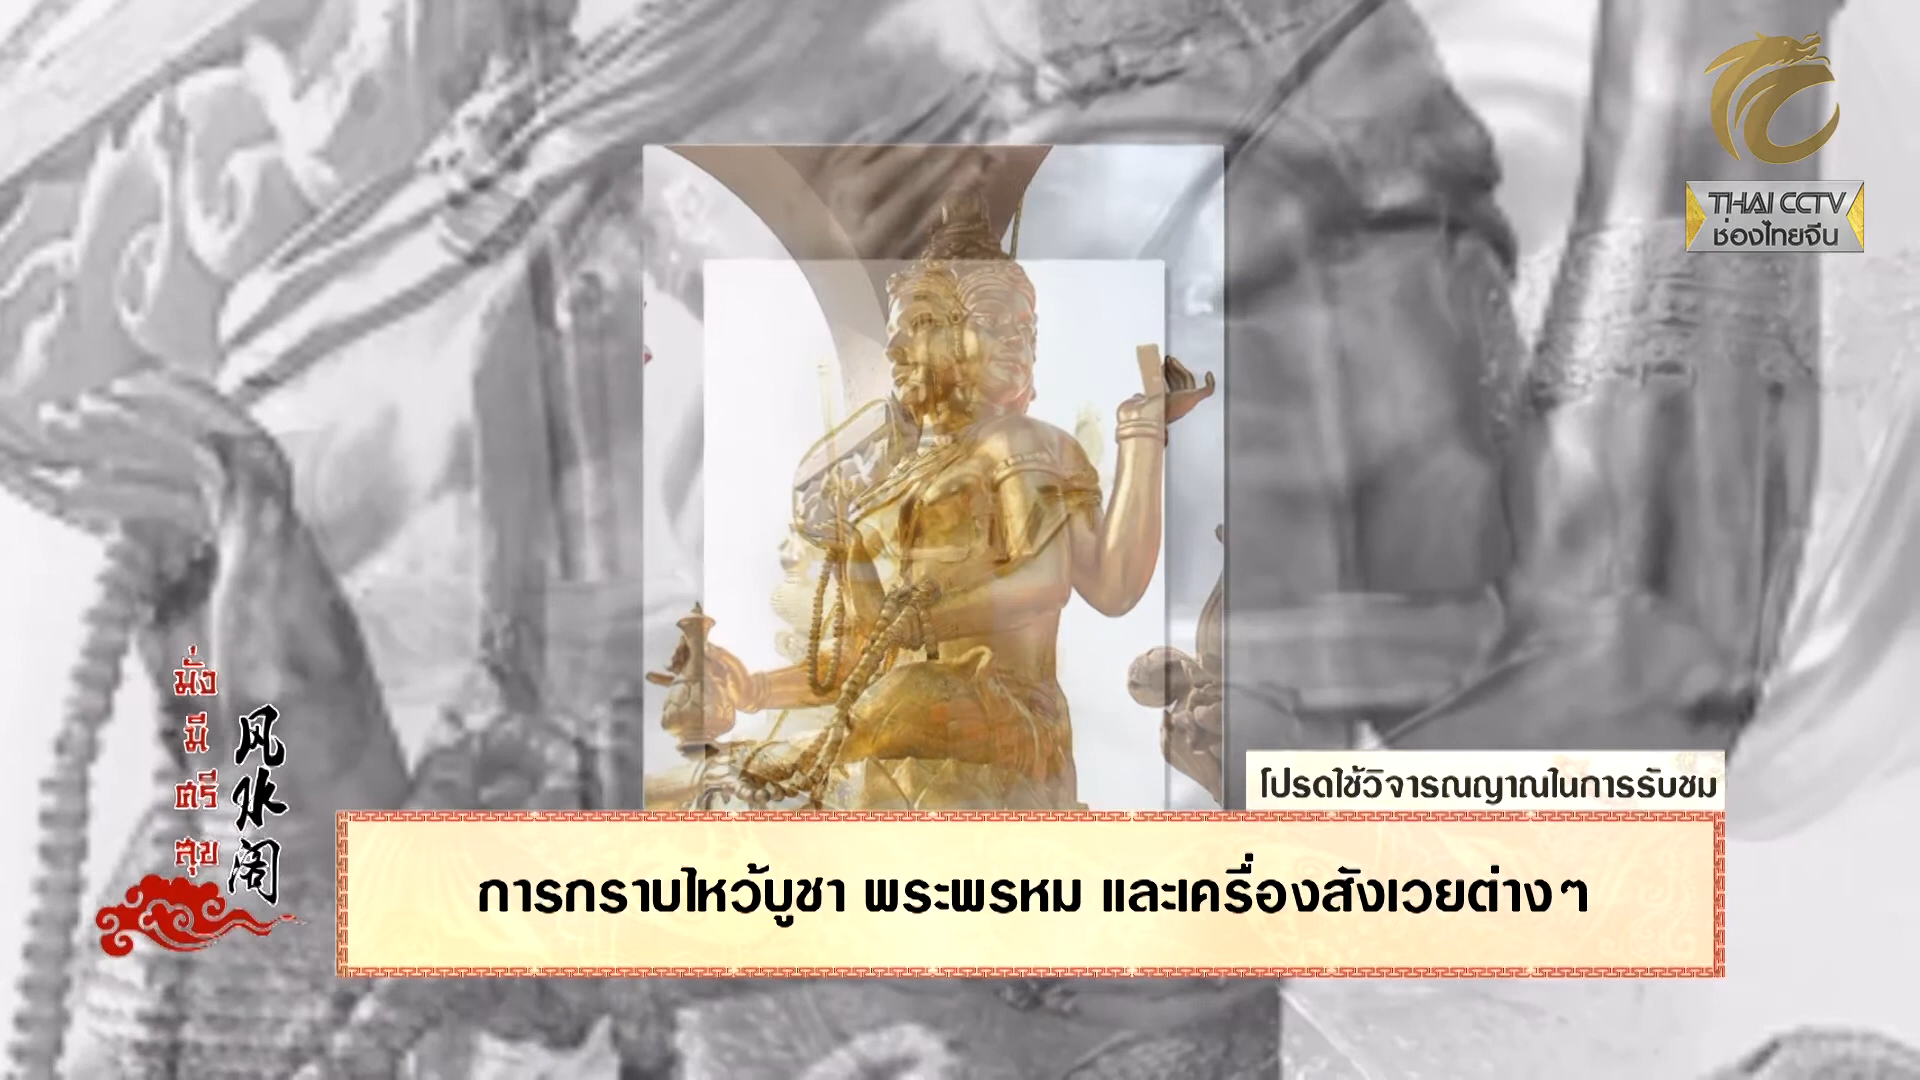 THAI CCTV
ช่องไทยจีน
มั่ง
มี
ศรี
สุข
风水阁
โปรดใช้วิจารณญาณในการรับชม
การกราบไหว้บูชา พระพรหม และเครื่องสังเวยต่างๆ